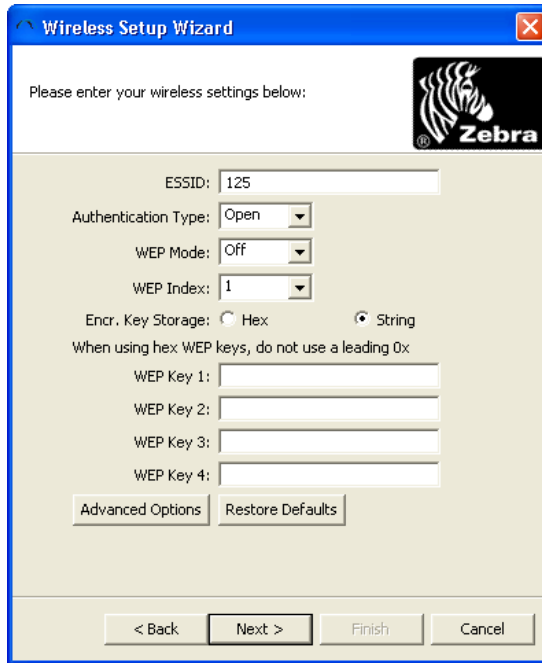 Wireless Setup Wizard
Please enter your wireless settings below:
® Zebra
ESSID: 125
Authentication Type: Open
WEP Mode: Off
WEP Index: 1
Encr. Key Storage: Hex String
When using hex WEP keys, do not use a leading 0x
WEP Key 1:
WEP Key 2:
WEP Key 3:
WEP Key 4:
Advanced Options Restore Defaults
< Back Next > Finish Cancel